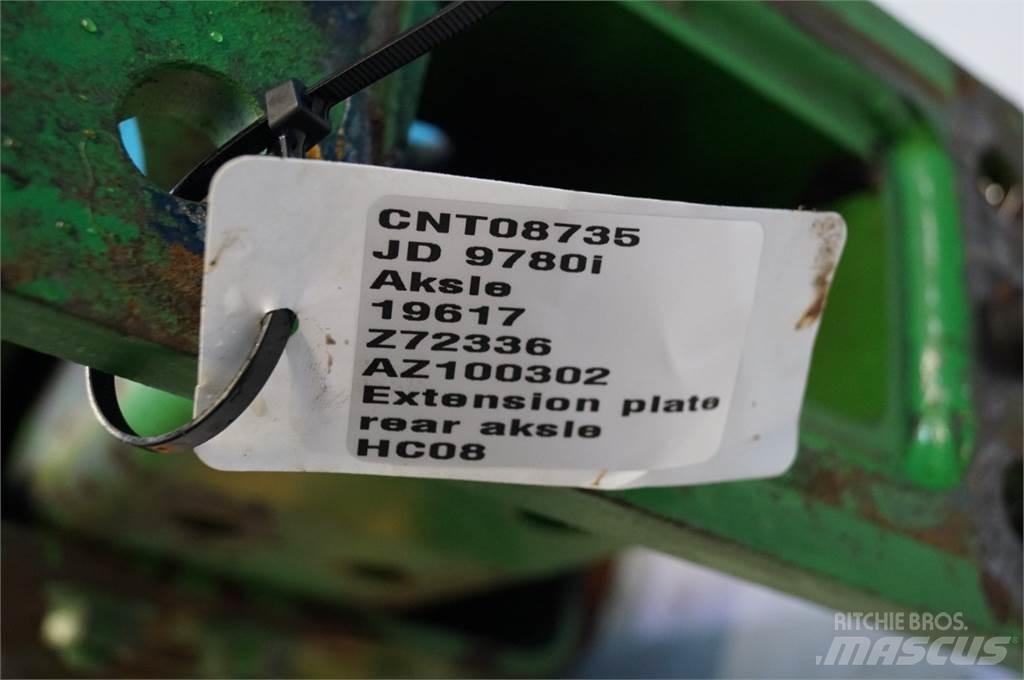 CNT08735
JD 9780i
Aksle
19617
Z72336
AZ100302
Extension plate
rear aksle
HC08
RITCHIE BROS.
MASCUS